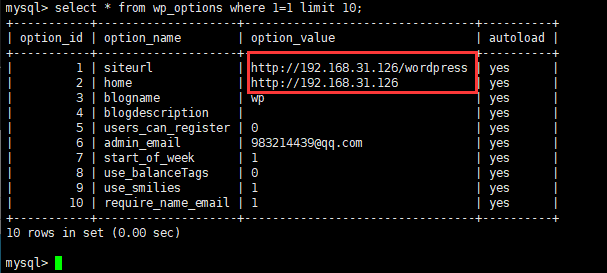 mysql> select * from wp_options where 1=1 limit 10;
+-----------+--------------------+-------------------------------+----------+
| option_id | option_name        | option_value                  | autoload |
+-----------+--------------------+-------------------------------+----------+
|         1 | siteurl            | http://192.168.31.126/wordpress | yes      |
|         2 | home               | http://192.168.31.126         | yes      |
|         3 | blogname           | wp                            | yes      |
|         4 | blogdescription    |                               | yes      |
|         5 | users_can_register | 0                             | yes      |
|         6 | admin_email        | 983214439@qq.com              | yes      |
|         7 | start_of_week      | 1                             | yes      |
|         8 | use_balanceTags    | 0                             | yes      |
|         9 | use_smilies        | 1                             | yes      |
|        10 | require_name_email | 1                             | yes      |
+-----------+--------------------+-------------------------------+----------+
10 rows in set (0.00 sec)
mysql>